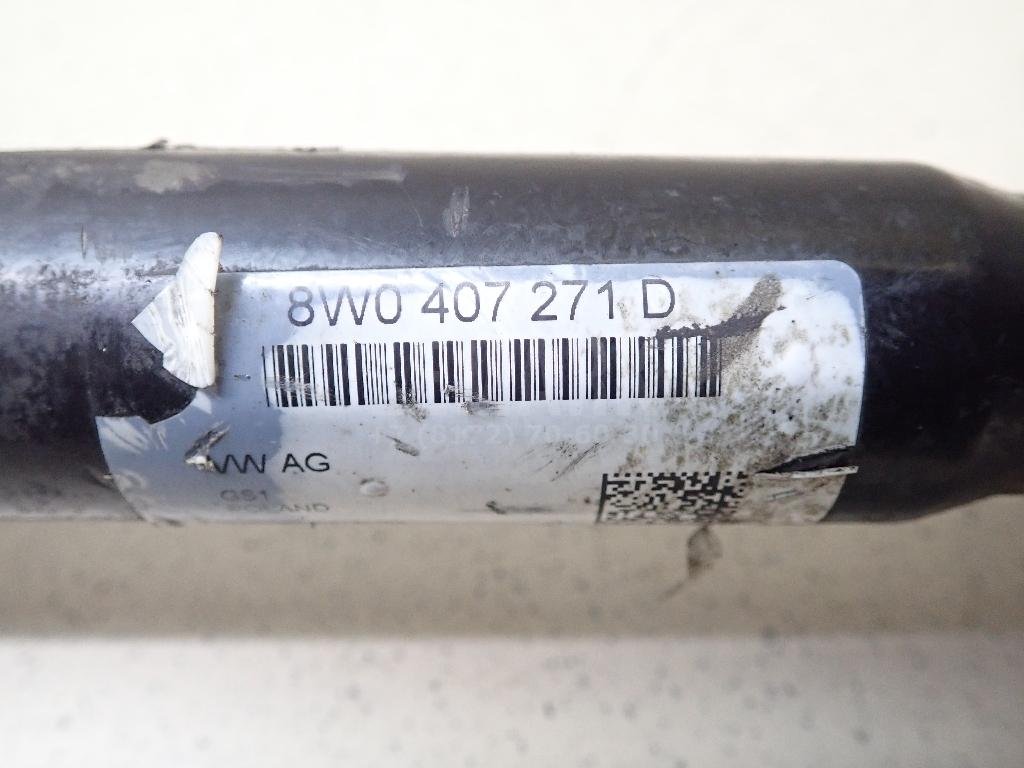 8W0 407 271 D
VW AG
GS1
POLAND